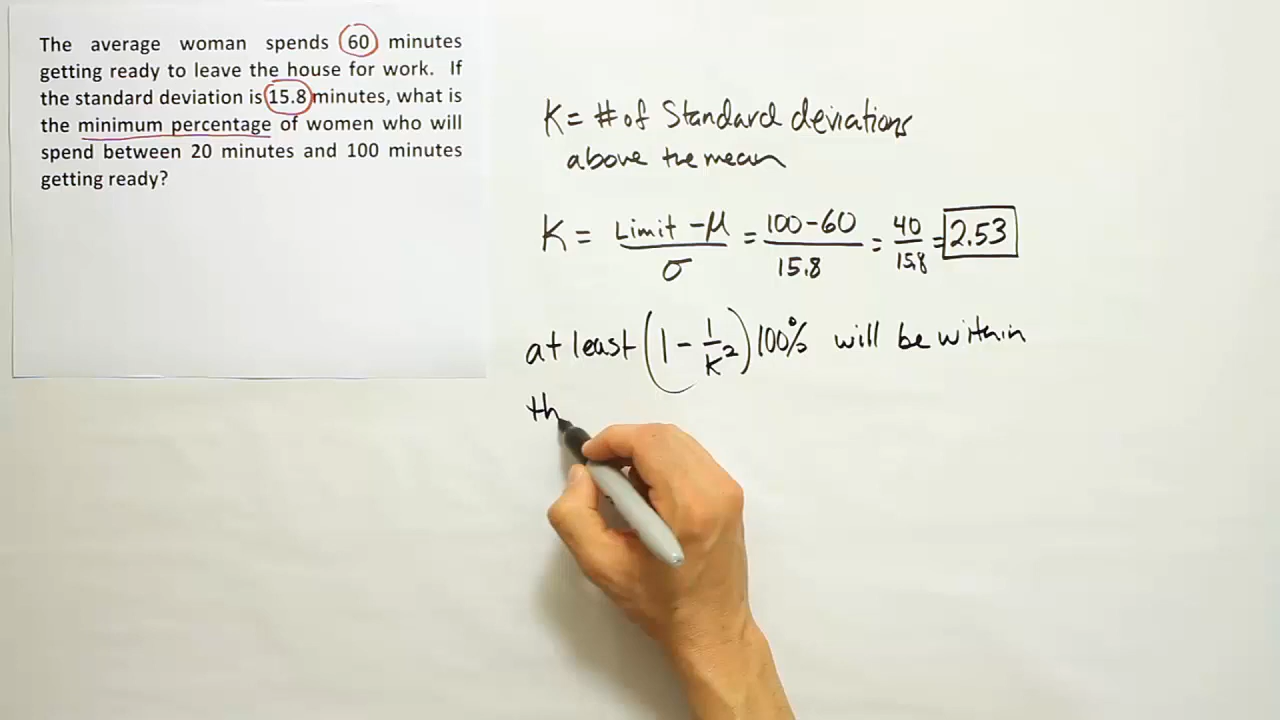 The average woman spends 60 minutes
getting ready to leave the house for work. If
the standard deviation is 15.8 minutes, what is
the minimum percentage of women who will
spend between 20 minutes and 100 minutes
getting ready?
K = # of Standard deviations
above the mean
K = (Limit - μ)/σ = (100-60)/15.8 = 40/15.8 = 2.53
at least (1 - 1/K²) 100% will be within
th